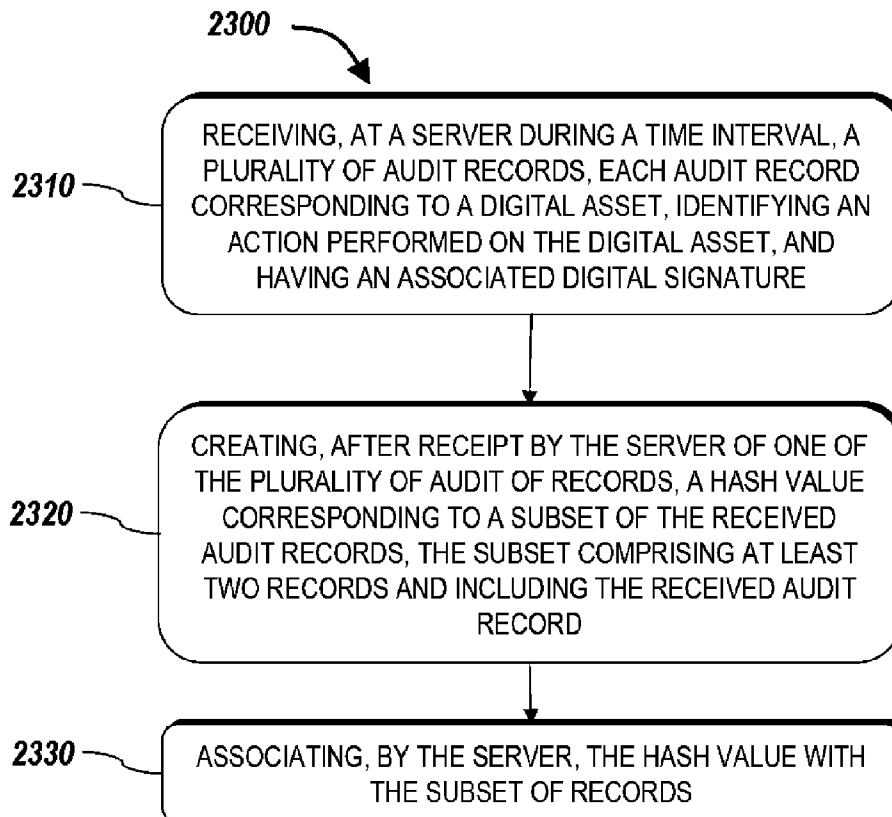 2300
2310
RECEIVING, AT A SERVER DURING A TIME INTERVAL, A
PLURALITY OF AUDIT RECORDS, EACH AUDIT RECORD
CORRESPONDING TO A DIGITAL ASSET, IDENTIFYING AN
ACTION PERFORMED ON THE DIGITAL ASSET, AND
HAVING AN ASSOCIATED DIGITAL SIGNATURE
2320
CREATING, AFTER RECEIPT BY THE SERVER OF ONE OF
THE PLURALITY OF AUDIT OF RECORDS, A HASH VALUE
CORRESPONDING TO A SUBSET OF THE RECEIVED
AUDIT RECORDS, THE SUBSET COMPRISING AT LEAST
TWO RECORDS AND INCLUDING THE RECEIVED AUDIT
RECORD
2330
ASSOCIATING, BY THE SERVER, THE HASH VALUE WITH
THE SUBSET OF RECORDS